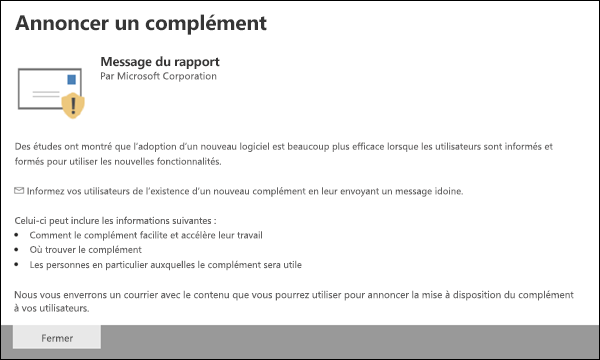 Annoncer un complément
Message du rapport
Par Microsoft Corporation
Des études ont montré que l'adoption d'un nouveau logiciel est beaucoup plus efficace lorsque les utilisateurs sont informés et
formés pour utiliser les nouvelles fonctionnalités.
Informez vos utilisateurs de l'existence d'un nouveau complément en leur envoyant un message idoine.
Celui-ci peut inclure les informations suivantes :
• Comment le complément facilite et accélère leur travail
• Où trouver le complément
• Les personnes en particulier auxquelles le complément sera utile
Nous vous enverrons un courrier avec le contenu que vous pourrez utiliser pour annoncer la mise à disposition du complément
à vos utilisateurs.
Fermer